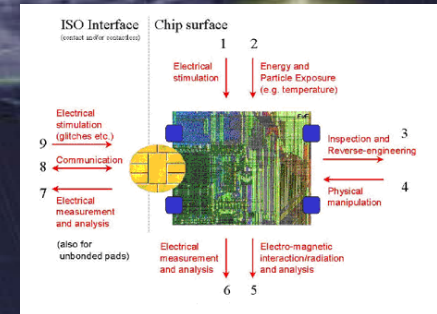 ISO Interface
(contact and/or contactless)
Chip surface
1
2
Electrical
stimulation
Energy and
Particle Exposure
(e.g. temperature)
Electrical
stimulation
(glitches etc.)
9
Communication
8
7
Electrical
measurement
and analysis
(also for
unbonded pads)
Inspection and
Reverse-engineering
3
4
Physical
manipulation
Electrical
measurement
and analysis
Electro-magnetic
interaction/radiation
and analysis
6
5